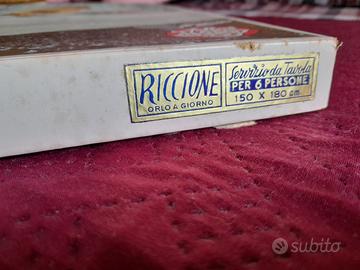 RICCIONE
ORLO A GIORNO
Servizio da Tavola
PER 6 PERSONE
150 X 180 cm.
subito